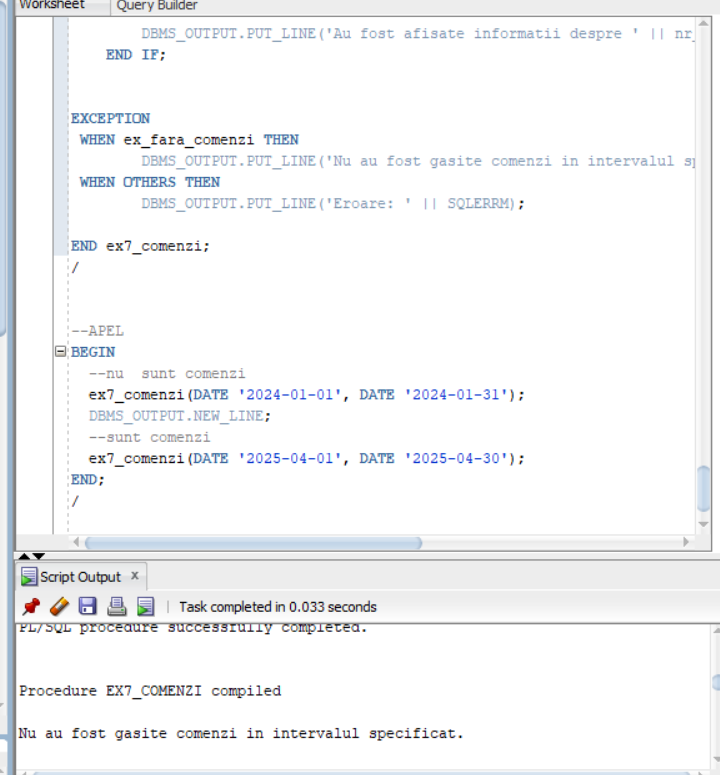 Worksheet Query Builder
DBMS_OUTPUT.PUT_LINE('Au fost afisate informatii despre ' || nr_
END IF;
EXCEPTION
WHEN ex_fara_comenzi THEN
DBMS_OUTPUT.PUT_LINE('Nu au fost gasite comenzi in intervalul sp
WHEN OTHERS THEN
DBMS_OUTPUT.PUT_LINE('Eroare: ' || SQLERRM);
END ex7_comenzi;
/
--APEL
BEGIN
--nu  sunt comenzi
ex7_comenzi(DATE '2024-01-01', DATE '2024-01-31');
DBMS_OUTPUT.NEW_LINE;
--sunt comenzi
ex7_comenzi(DATE '2025-04-01', DATE '2025-04-30');
END;
/
Script Output x
Task completed in 0.033 seconds
PL/SQL procedure successfully completed.
Procedure EX7_COMENZI compiled
Nu au fost gasite comenzi in intervalul specificat.